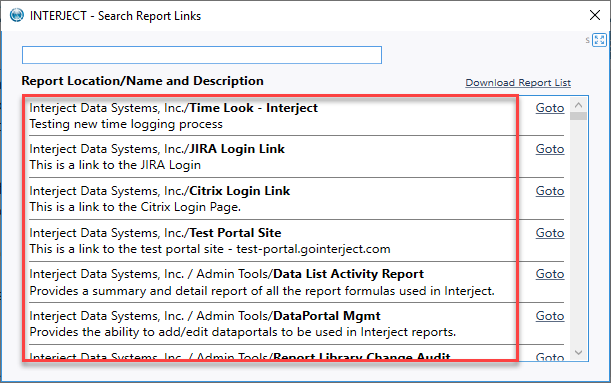 INTERJECT - Search Report Links
s
Report Location/Name and Description
Download Report List
Interject Data Systems, Inc./Time Look - Interject Goto
Testing new time logging process
Interject Data Systems, Inc./JIRA Login Link Goto
This is a link to the JIRA Login
Interject Data Systems, Inc./Citrix Login Link Goto
This is a link to the Citrix Login Page.
Interject Data Systems, Inc./Test Portal Site Goto
This is a link to the test portal site - test-portal.gointerject.com
Interject Data Systems, Inc. / Admin Tools/Data List Activity Report Goto
Provides a summary and detail report of all the report formulas used in Interject.
Interject Data Systems, Inc. / Admin Tools/DataPortal Mgmt Goto
Provides the ability to add/edit dataportals to be used in Interject reports.
Interject Data Systems, Inc. / Admin Tools/Report Library Change Audit Goto